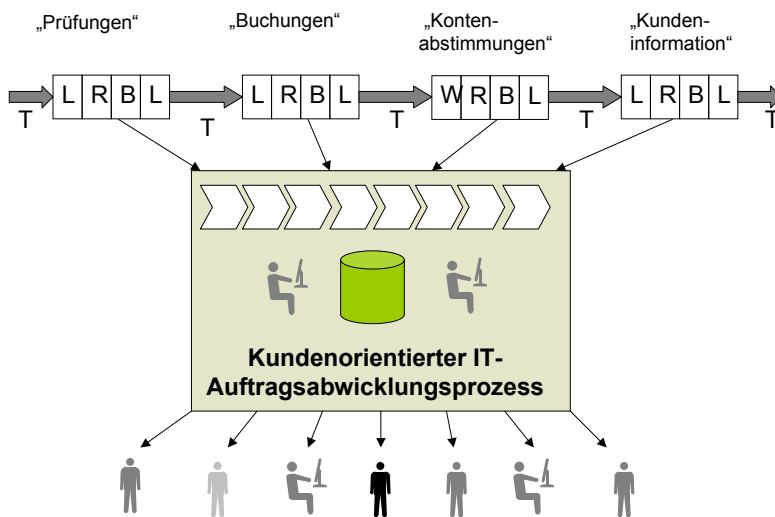 „Prüfungen“
„Buchungen“
„Konten-
abstimmungen“
„Kunden-
information“
L R B L
L R B L
W R B L
L R B L
T
T
T
T
T
Kundenorientierter IT-
Auftragsabwicklungsprozess